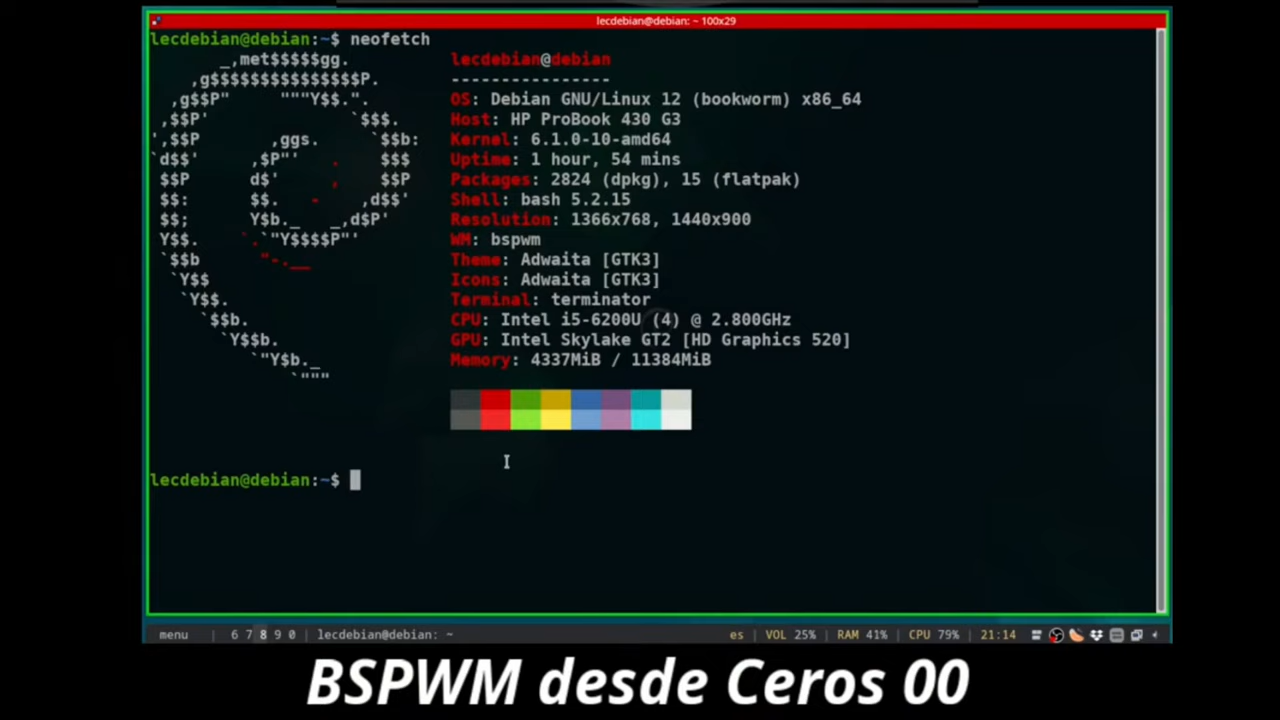 lecdebian@debian: ~ 100x29
lecdebian@debian:~$ neofetch
       _,met$$$$$gg.
    ,g$$$$$$$$$$$$$$$P.
  ,g$$P"     """Y$$.".
 ,$$P'              `$$$.
',$$P       ,ggs.     `$$b:
`d$$'     ,$P"'   .    $$$
 $$P      d$'     ,    $$P
 $$:      $$.   -    ,d$$'
 $$;      Y$b._   _,d$P'
 Y$$.    `.`"Y$$$$P"'
 `$$b      "-.__
  `Y$$
   `Y$$.
     `$$b.
       `Y$$b.
          `"Y$b._
              `"""
lecdebian@debian
----------------
OS: Debian GNU/Linux 12 (bookworm) x86_64
Host: HP ProBook 430 G3
Kernel: 6.1.0-10-amd64
Uptime: 1 hour, 54 mins
Packages: 2824 (dpkg), 15 (flatpak)
Shell: bash 5.2.15
Resolution: 1366x768, 1440x900
WM: bspwm
Theme: Adwaita [GTK3]
Icons: Adwaita [GTK3]
Terminal: terminator
CPU: Intel i5-6200U (4) @ 2.800GHz
GPU: Intel Skylake GT2 [HD Graphics 520]
Memory: 4337MiB / 11384MiB
lecdebian@debian:~$
menu | 6 7 8 9 0 | lecdebian@debian: ~ es | VOL 25% | RAM 41% | CPU 79% | 21:14
BSPWM desde Ceros 00